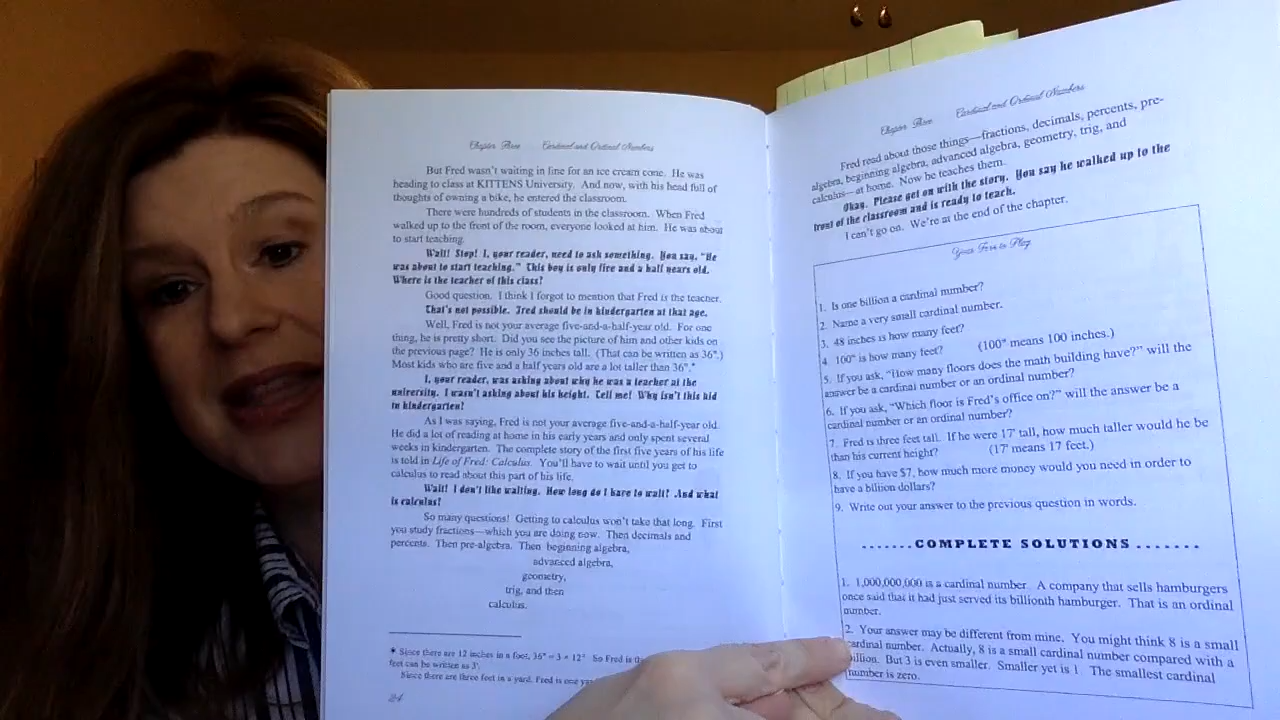 Chapter Three Cardinal and Ordinal Numbers
But Fred wasn't waiting in line for an ice cream cone. He was
heading to class at KITTENS University. And now, with his head full of
thoughts of owning a bike, he entered the classroom.
There were hundreds of students in the classroom. When Fred
walked up to the front of the room, everyone looked at him. He was about
to start teaching.
Wait! Stop! I, your reader, need to ask something. You say, "He
was about to start teaching." This boy is only five and a half years old.
Where is the teacher of this class?
Good question. I think I forgot to mention that Fred is the teacher.
That's not possible. Fred should be in kindergarten at that age.
Well, Fred is not your average five-and-a-half-year old. For one
thing, he is pretty short. Did you see the picture of him and other kids on
the previous page? He is only 36 inches tall. (That can be written as 36".)
Most kids who are five and a half years old are a lot taller than 36".*
I, your reader, was asking about why he was a teacher at the
university. I wasn't asking about his height. Tell me! Why isn't this kid
in kindergarten?
As I was saying, Fred is not your average five-and-a-half-year old.
He did a lot of reading at home in his early years and only spent several
weeks in kindergarten. The complete story of the first five years of his life
is told in Life of Fred: Calculus. You'll have to wait until you get to
calculus to read about this part of his life.
Wait! I don't like waiting. How long do I have to wait? And what
is calculus?
So many questions! Getting to calculus won't take that long. First
you study fractions—which you are doing now. Then decimals and
percents. Then pre-algebra. Then beginning algebra,
advanced algebra,
geometry,
trig, and then
calculus.
* Since there are 12 inches in a foot, 36" = 3 × 12" So Fred is
feet can be written as 3'.
Since there are three feet in a yard, Fred is one
24
Chapter Three Cardinal and Ordinal Numbers
Fred read about those things—fractions, decimals, percents, pre-
algebra, beginning algebra, advanced algebra, geometry, trig, and
calculus—at home. Now he teaches them.
Okay. Please get on with the story. You say he walked up to the
front of the classroom and is ready to teach.
I can't go on. We're at the end of the chapter.
Your Turn to Play
1. Is one billion a cardinal number?
2. Name a very small cardinal number.
3. 48 inches is how many feet?
4. 100" is how many feet? (100" means 100 inches.)
5. If you ask, "How many floors does the math building have?" will the
answer be a cardinal number or an ordinal number?
6. If you ask, "Which floor is Fred's office on?" will the answer be a
cardinal number or an ordinal number?
7. Fred is three feet tall. If he were 17' tall, how much taller would he be
than his current height? (17' means 17 feet.)
8. If you have $7, how much more money would you need in order to
have a billion dollars?
9. Write out your answer to the previous question in words.
.......COMPLETE SOLUTIONS.......
1. 1,000,000,000 is a cardinal number. A company that sells hamburgers
once said that it had just served its billionth hamburger. That is an ordinal
number.
2. Your answer may be different from mine. You might think 8 is a small
cardinal number. Actually, 8 is a small cardinal number compared with a
billion. But 3 is even smaller. Smaller yet is 1 The smallest cardinal
number is zero.